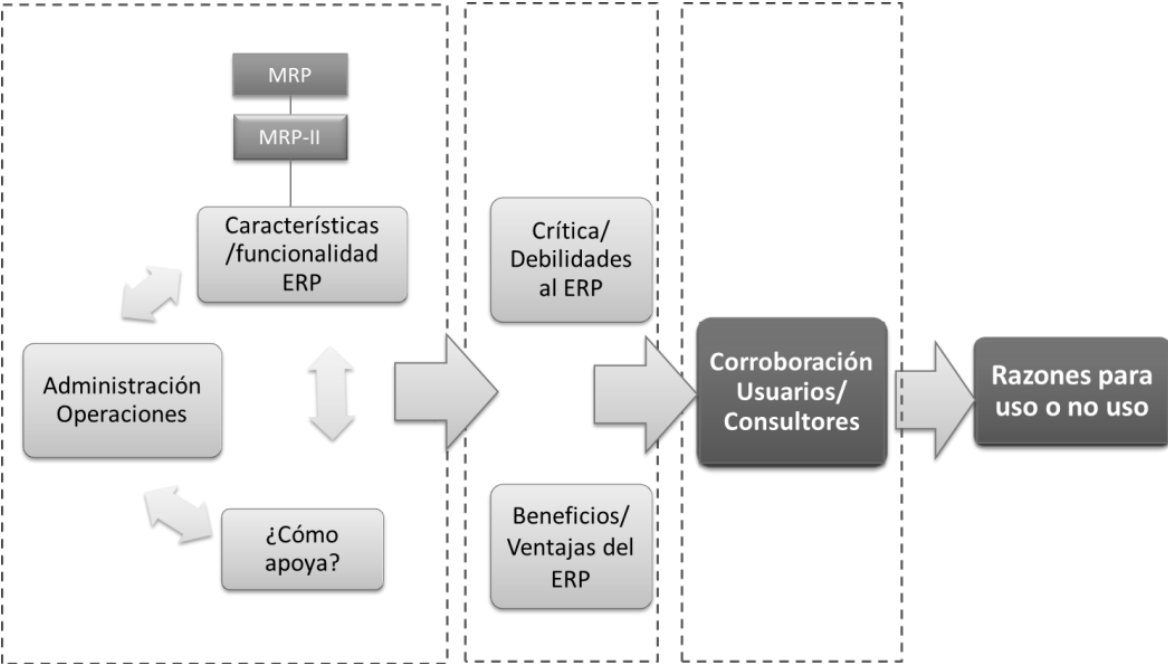 MRP
MRP-II
Características
/funcionalidad
ERP
Administración
Operaciones
¿Cómo
apoya?
Crítica/
Debilidades
al ERP
Beneficios/
Ventajas del
ERP
Corroboración
Usuarios/
Consultores
Razones para
uso o no uso